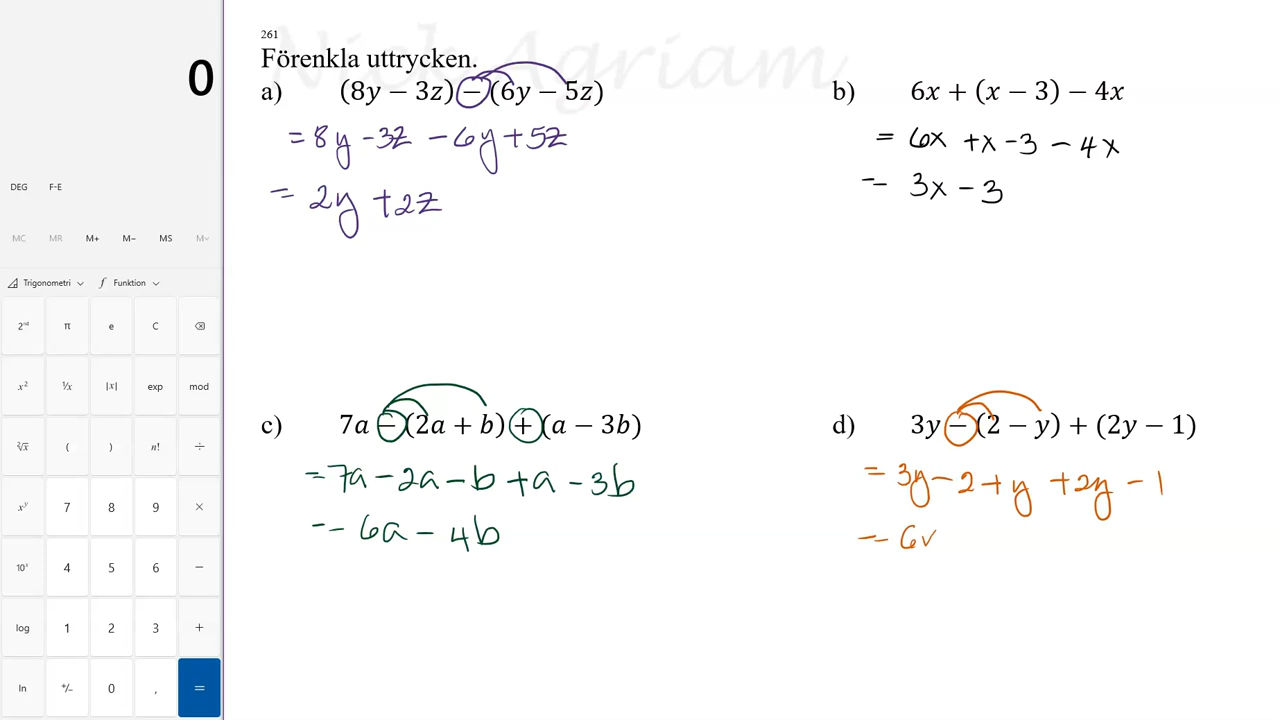 Nick Agriam
261
Förenkla uttrycken.
a) (8y − 3z) − (6y − 5z)
= 8y - 3z - 6y + 5z
= 2y + 2z
b) 6x + (x − 3) − 4x
= 6x + x - 3 - 4x
= 3x - 3
c) 7a − (2a + b) + (a − 3b)
= 7a - 2a - b + a - 3b
= 6a - 4b
d) 3y − (2 − y) + (2y − 1)
= 3y - 2 + y + 2y - 1
= 6
0
DEG F-E
MC MR M+ M− MS M˅
Trigonometri Funktion
2ⁿᵈ π e C
x² ¹/x |x| exp mod
²√x ( ) n! ÷
xʸ 7 8 9 ×
10ˣ 4 5 6 −
log 1 2 3 +
ln +/− 0 , =